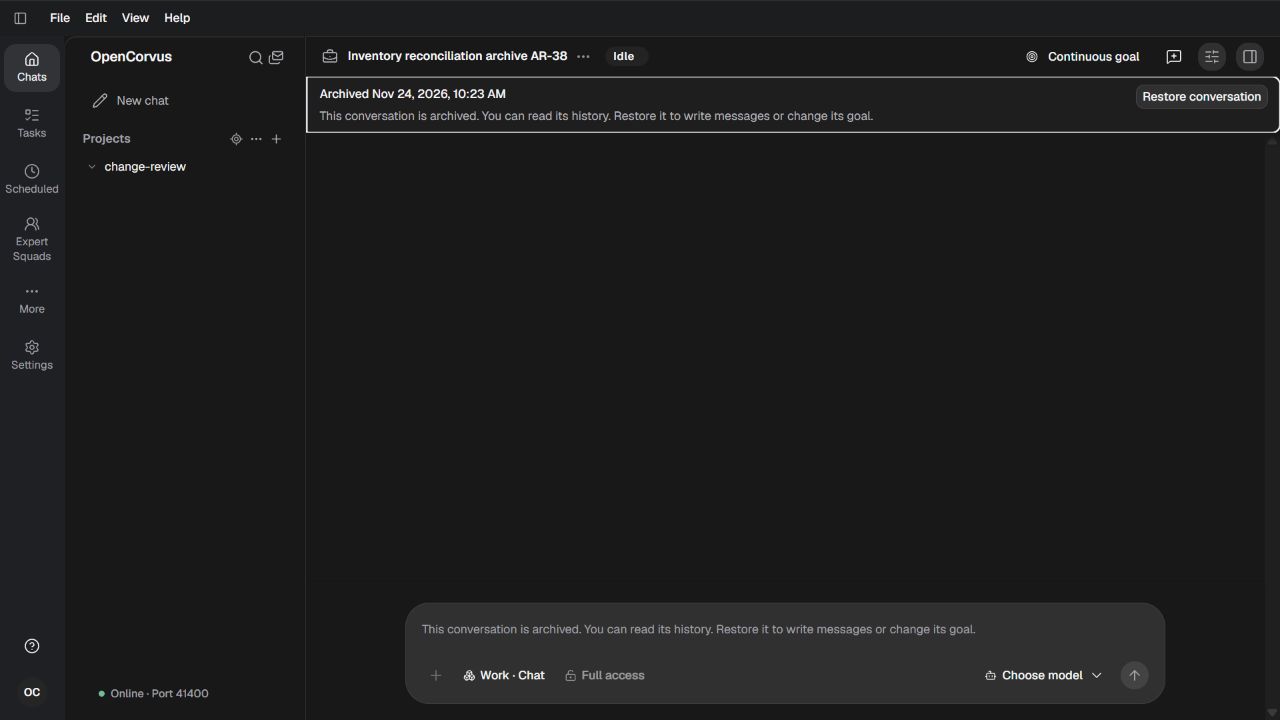 File Edit View Help
Chats
Tasks
Scheduled
Expert
Squads
More
Settings
OC
OpenCorvus
New chat
Projects
change-review
Online · Port 41400
Inventory reconciliation archive AR-38 ··· Idle
Continuous goal
Archived Nov 24, 2026, 10:23 AM
This conversation is archived. You can read its history. Restore it to write messages or change its goal.
Restore conversation
This conversation is archived. You can read its history. Restore it to write messages or change its goal.
Work · Chat Full access Choose model